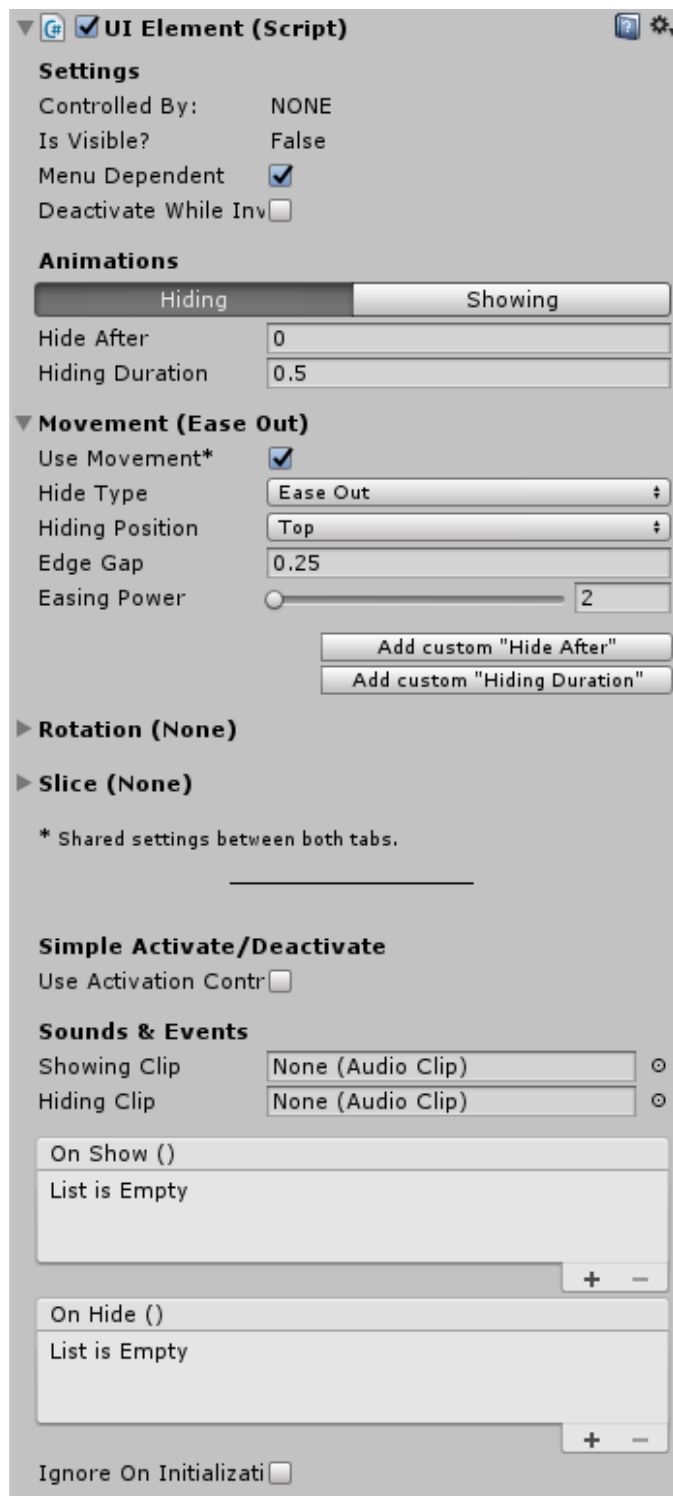 UI Element (Script)
Settings
Controlled By: NONE
Is Visible? False
Menu Dependent
Deactivate While Inv
Animations
Hiding Showing
Hide After 0
Hiding Duration 0.5
Movement (Ease Out)
Use Movement*
Hide Type Ease Out
Hiding Position Top
Edge Gap 0.25
Easing Power 2
Add custom "Hide After"
Add custom "Hiding Duration"
Rotation (None)
Slice (None)
* Shared settings between both tabs.
Simple Activate/Deactivate
Use Activation Contr
Sounds & Events
Showing Clip None (Audio Clip)
Hiding Clip None (Audio Clip)
On Show ()
List is Empty
+ −
On Hide ()
List is Empty
+ −
Ignore On Initializati